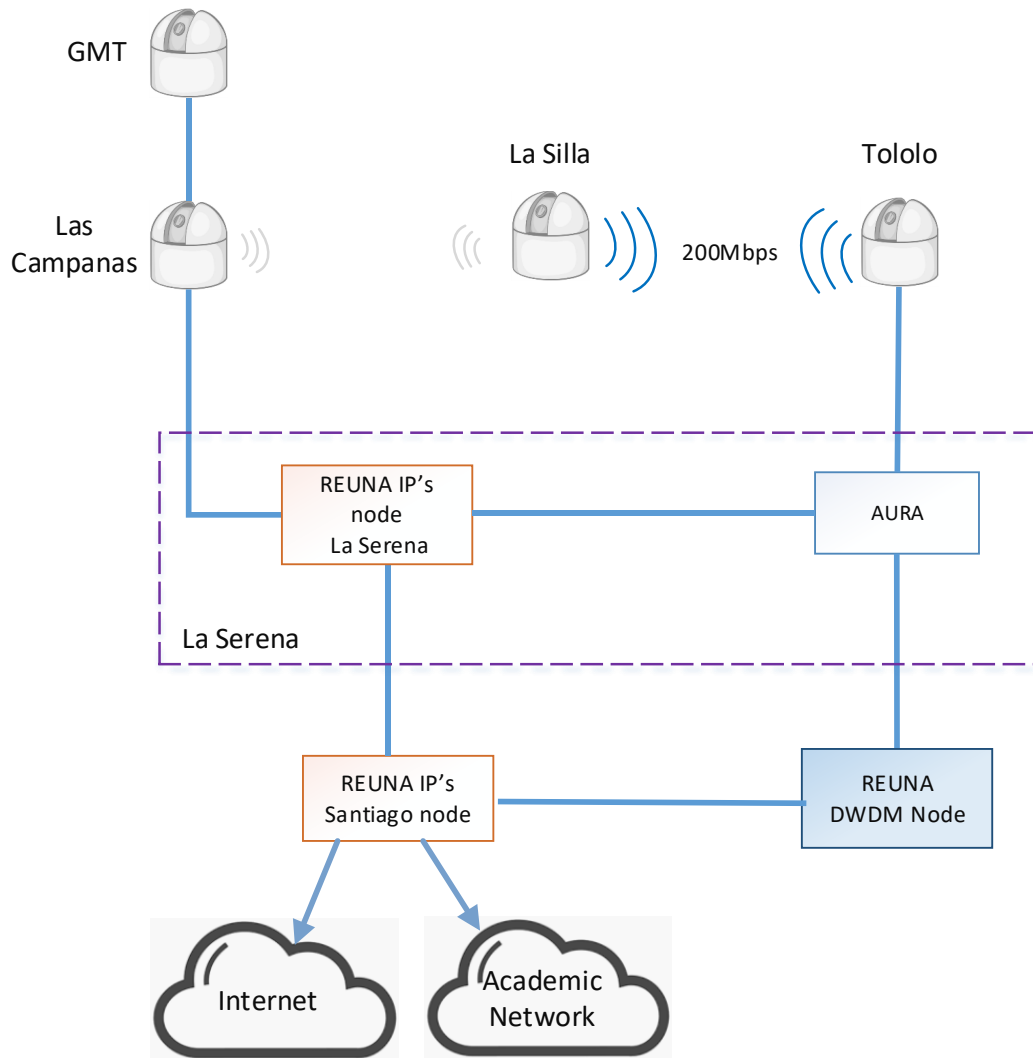 GMT
La Silla
Tololo
Las
Campanas
200Mbps
REUNA IP’s
node
La Serena
AURA
La Serena
REUNA IP’s
Santiago node
REUNA
DWDM Node
Internet
Academic
Network